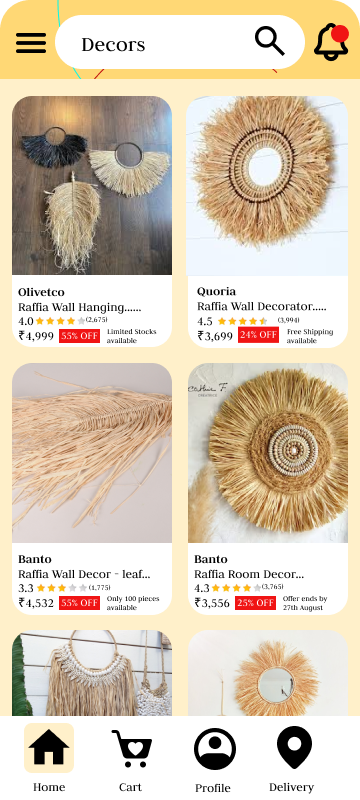 Decors
Olivetco
Raffia Wall Hanging......
4.0 (2,675)
₹4,999 55% OFF Limited Stocks
available
Quoria
Raffia Wall Decorator.....
4.5 (3,994)
₹3,699 24% OFF Free Shipping
available
Banto
Raffia Wall Decor - leaf...
3.3 (1,775)
₹4,532 55% OFF Only 100 pieces
available
Banto
Raffia Room Decor...
4.3 (3,765)
₹3,556 25% OFF Offer ends by
27th August
Home
Cart
Profile
Delivery